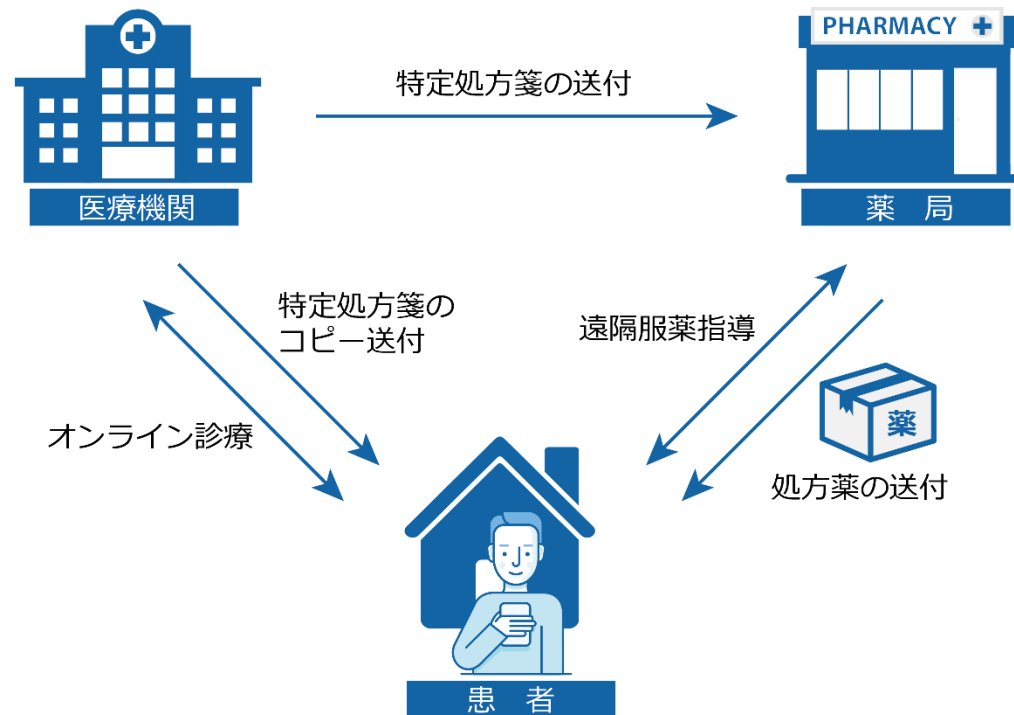 PHARMACY
特定処方箋の送付
医療機関
薬 局
特定処方箋の
コピー送付
遠隔服薬指導
オンライン診療
薬
処方薬の送付
患 者